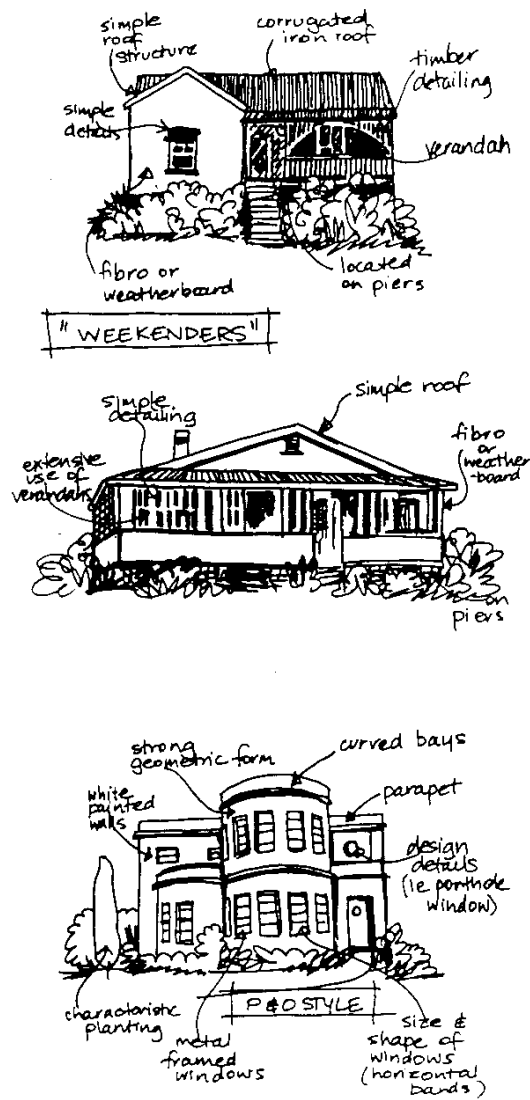 simple
roof
structure
corrugated
iron roof
timber
detailing
simple
details
verandah
fibro or
weatherboard
located
on piers
"WEEKENDERS"
simple
detailing
simple roof
extensive
use of
verandahs
fibro
or
weather
-board
on
piers
strong
geometric form
curved bays
white
painted
walls
parapet
design
details
(i.e. porthole
window)
characteristic
planting
metal
framed
windows
P & O STYLE
size &
shape of
windows
(horizontal
bands)